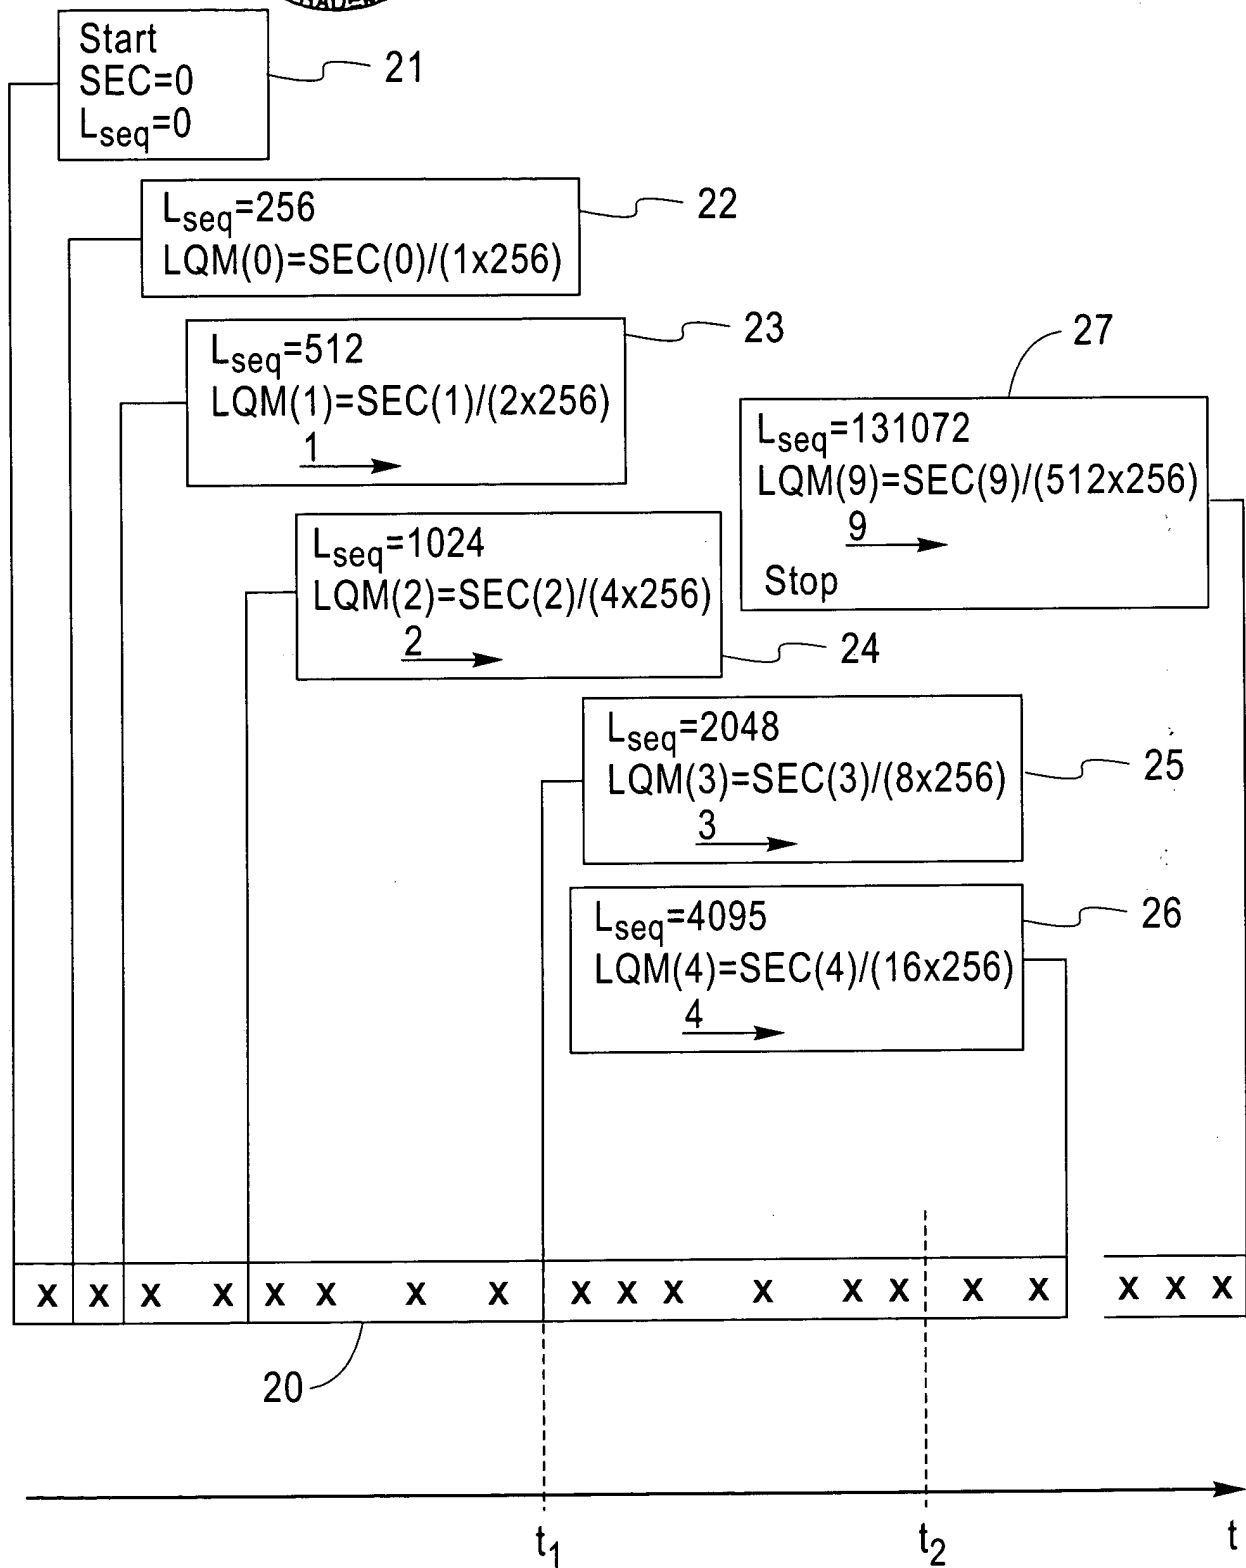 Start
SEC=0
Lseq=0
21
Lseq=256
LQM(0)=SEC(0)/(1x256)
22
Lseq=512
LQM(1)=SEC(1)/(2x256)
1
23
27
Lseq=131072
LQM(9)=SEC(9)/(512x256)
9
Stop
Lseq=1024
LQM(2)=SEC(2)/(4x256)
2
24
Lseq=2048
LQM(3)=SEC(3)/(8x256)
3
25
Lseq=4095
LQM(4)=SEC(4)/(16x256)
4
26
x x x x x x x x x x x x x x x x x x x
20
t1 t2 t